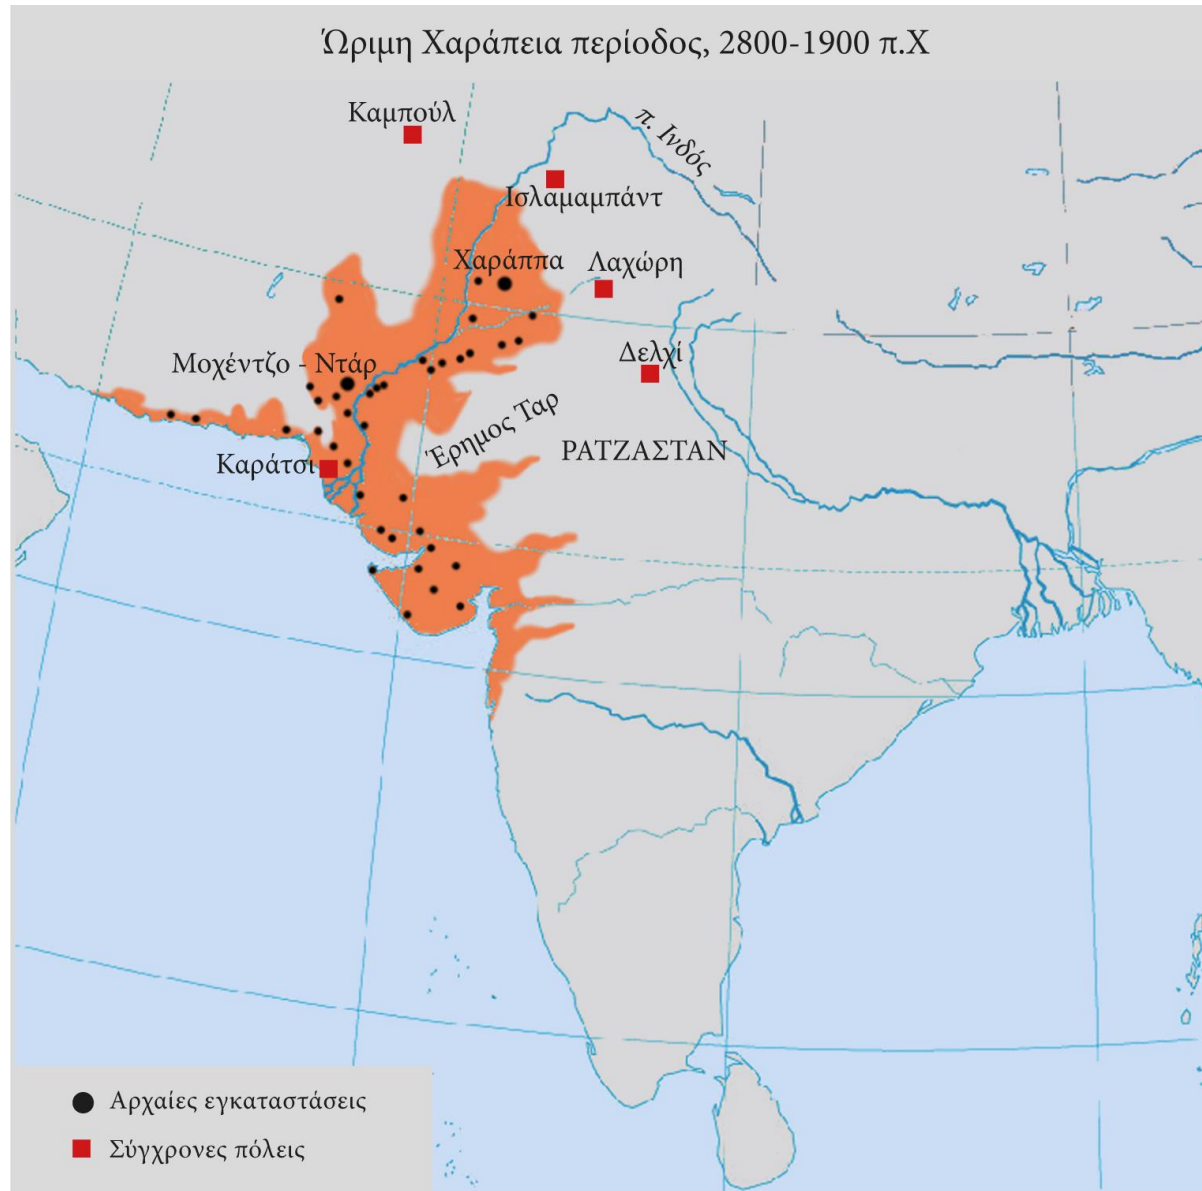 Ώριμη Χαράπεια περίοδος, 2800-1900 π.Χ
Καμπούλ
π. Ινδός
Ισλαμαμπάντ
Χαράππα
Λαχώρη
Μοχέντζο - Ντάρ
Δελχί
Έρημος Ταρ
ΡΑΤΖΑΣΤΑΝ
Καράτσι
Αρχαίες εγκαταστάσεις
Σύγχρονες πόλεις